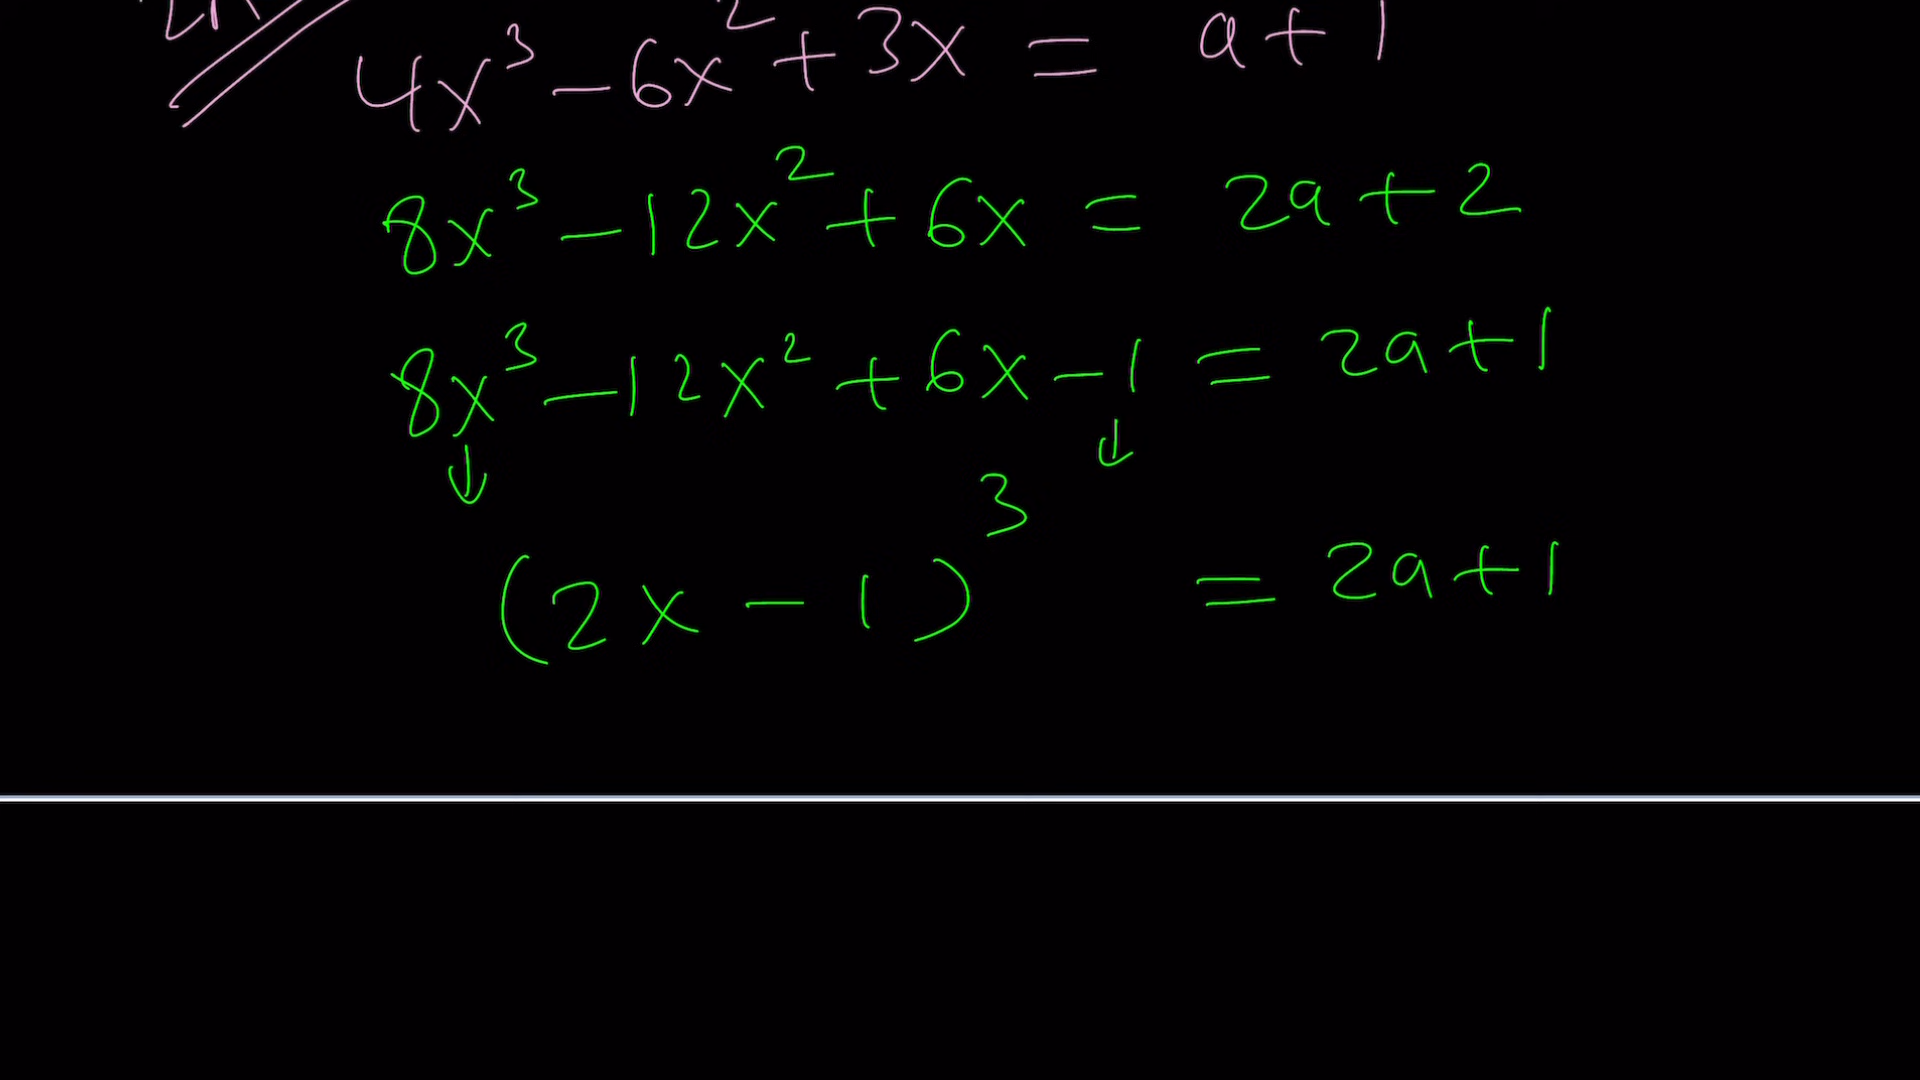 4x³ - 6x² + 3x = a + 1
8x³ - 12x² + 6x = 2a + 2
8x³ - 12x² + 6x - 1 = 2a + 1
↓ ↓
(2x - 1)³ = 2a + 1